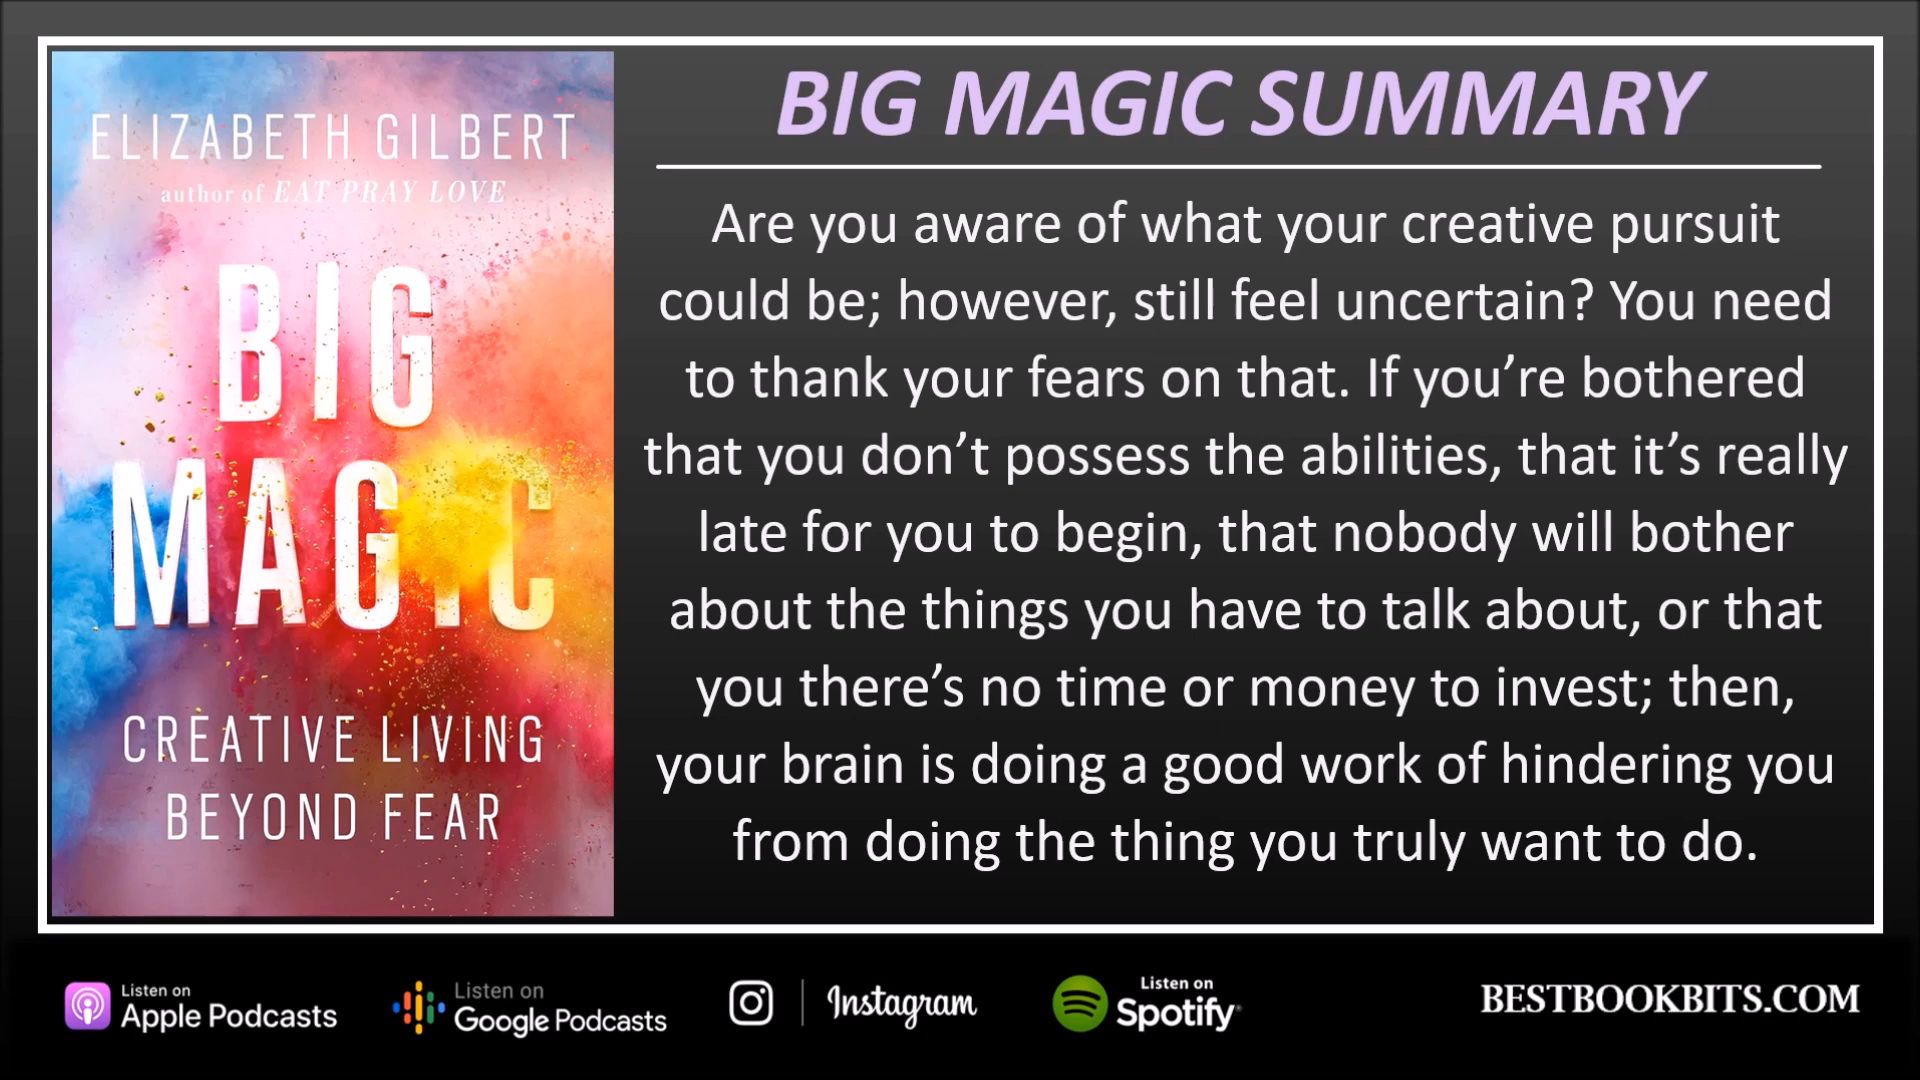 ELIZABETH GILBERT
author of EAT PRAY LOVE
BIG
MAGIC
CREATIVE LIVING
BEYOND FEAR
BIG MAGIC SUMMARY
Are you aware of what your creative pursuit
could be; however, still feel uncertain? You need
to thank your fears on that. If you’re bothered
that you don’t possess the abilities, that it’s really
late for you to begin, that nobody will bother
about the things you have to talk about, or that
you there’s no time or money to invest; then,
your brain is doing a good work of hindering you
from doing the thing you truly want to do.
Listen on
Apple Podcasts
Listen on
Google Podcasts
Instagram
Listen on
Spotify
BESTBOOKBITS.COM